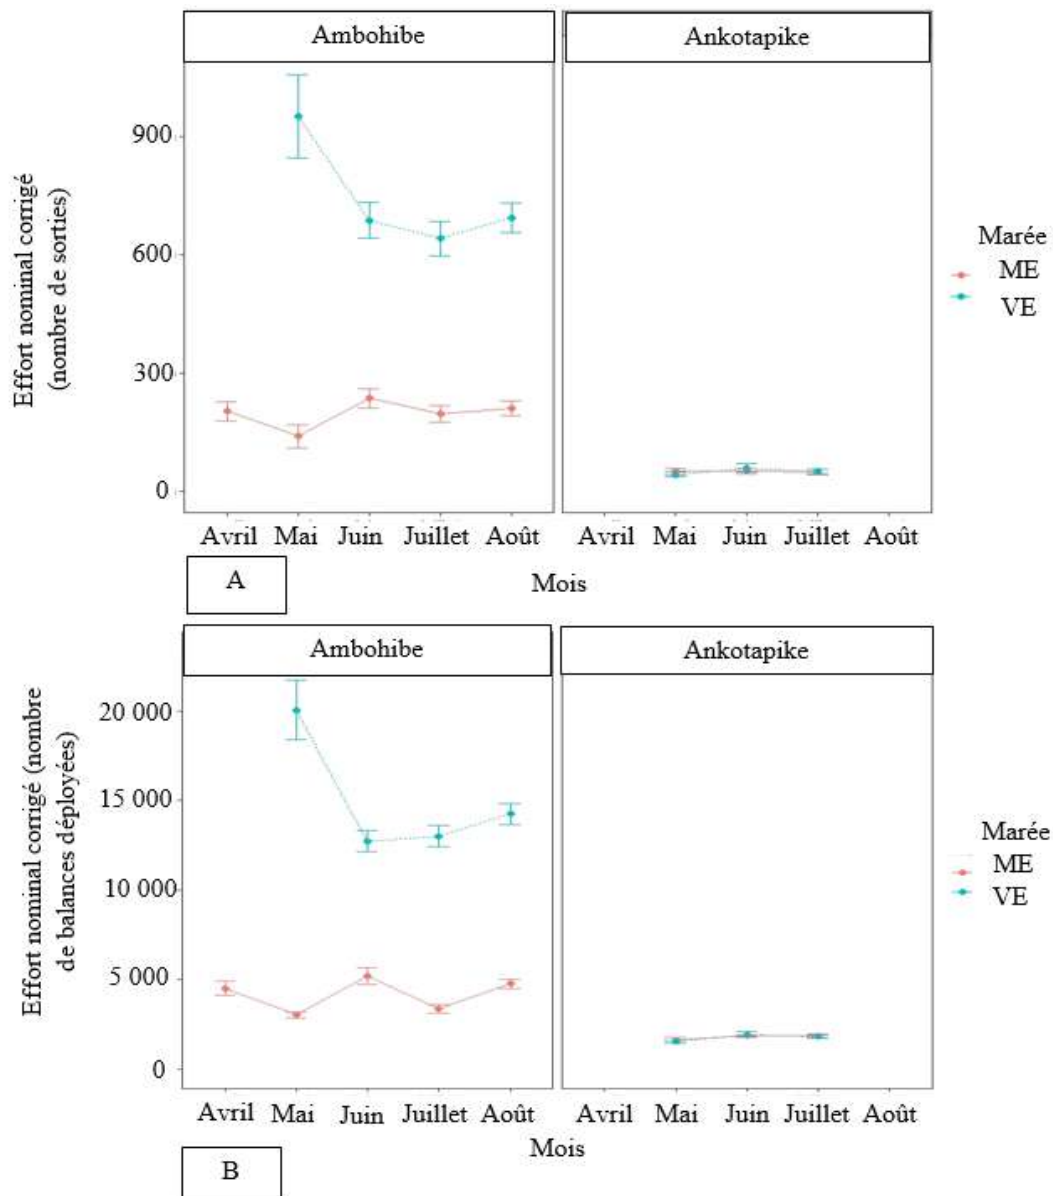 Ambohibe
Ankotapike
Effort nominal corrigé
(nombre de sorties)
900
600
300
0
Avril Mai Juin Juillet Août
Avril Mai Juin Juillet Août
Marée
ME
VE
A
Mois
Ambohibe
Ankotapike
Effort nominal corrigé (nombre
de balances déployées)
20 000
15 000
10 000
5 000
0
Avril Mai Juin Juillet Août
Avril Mai Juin Juillet Août
Marée
ME
VE
Mois
B